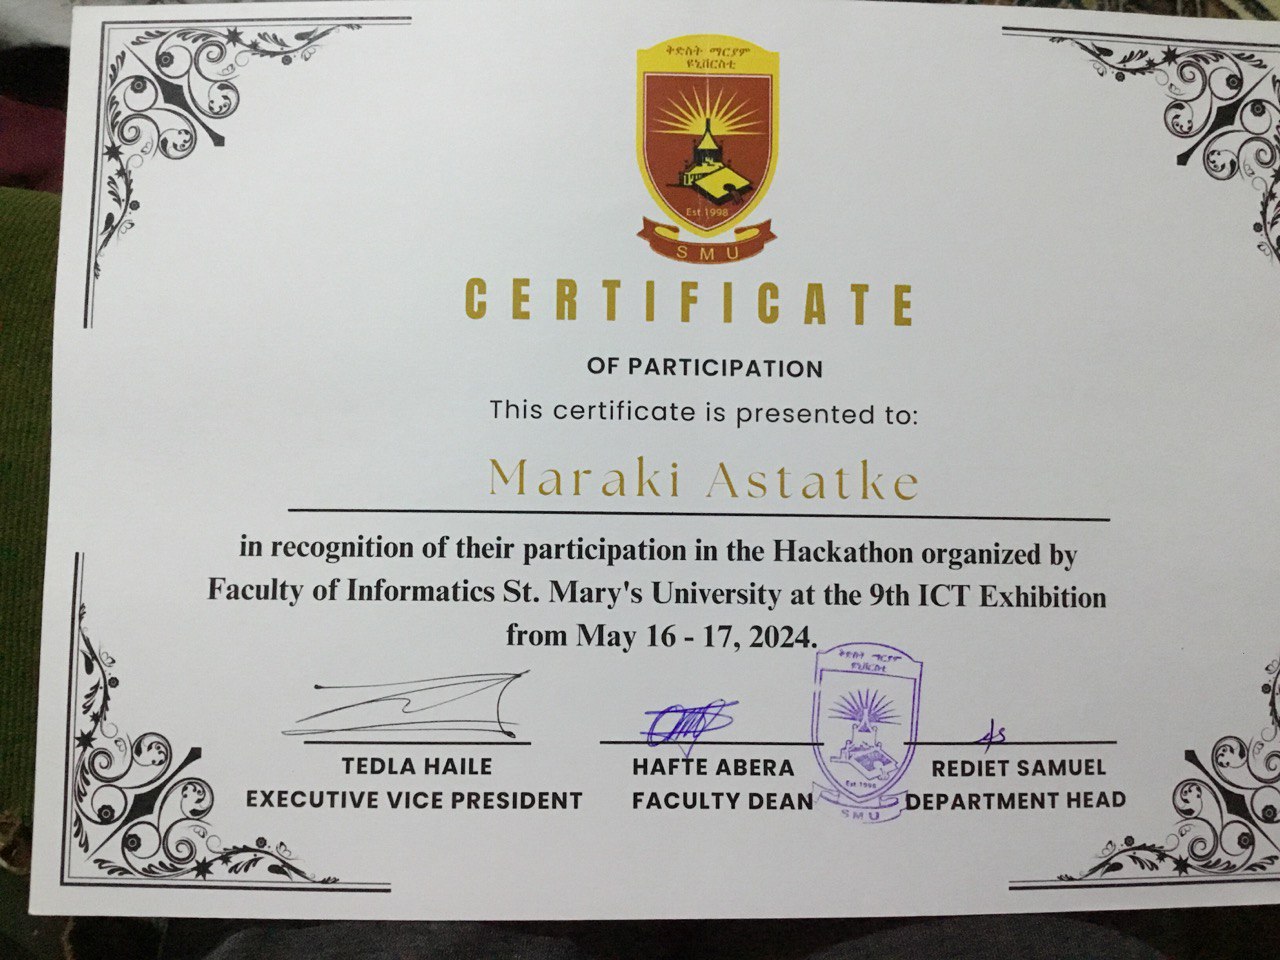 ቅድስት ማርያም
ዩኒቨርስቲ
Est 1998
SMU
CERTIFICATE
OF PARTICIPATION
This certificate is presented to:
Maraki Astatke
in recognition of their participation in the Hackathon organized by
Faculty of Informatics St. Mary's University at the 9th ICT Exhibition
from May 16 - 17, 2024.
ቅድስት ማርያም
ዩኒቨርስቲ
Est 1998
SMU
TEDLA HAILE
EXECUTIVE VICE PRESIDENT
HAFTE ABERA
FACULTY DEAN
REDIET SAMUEL
DEPARTMENT HEAD